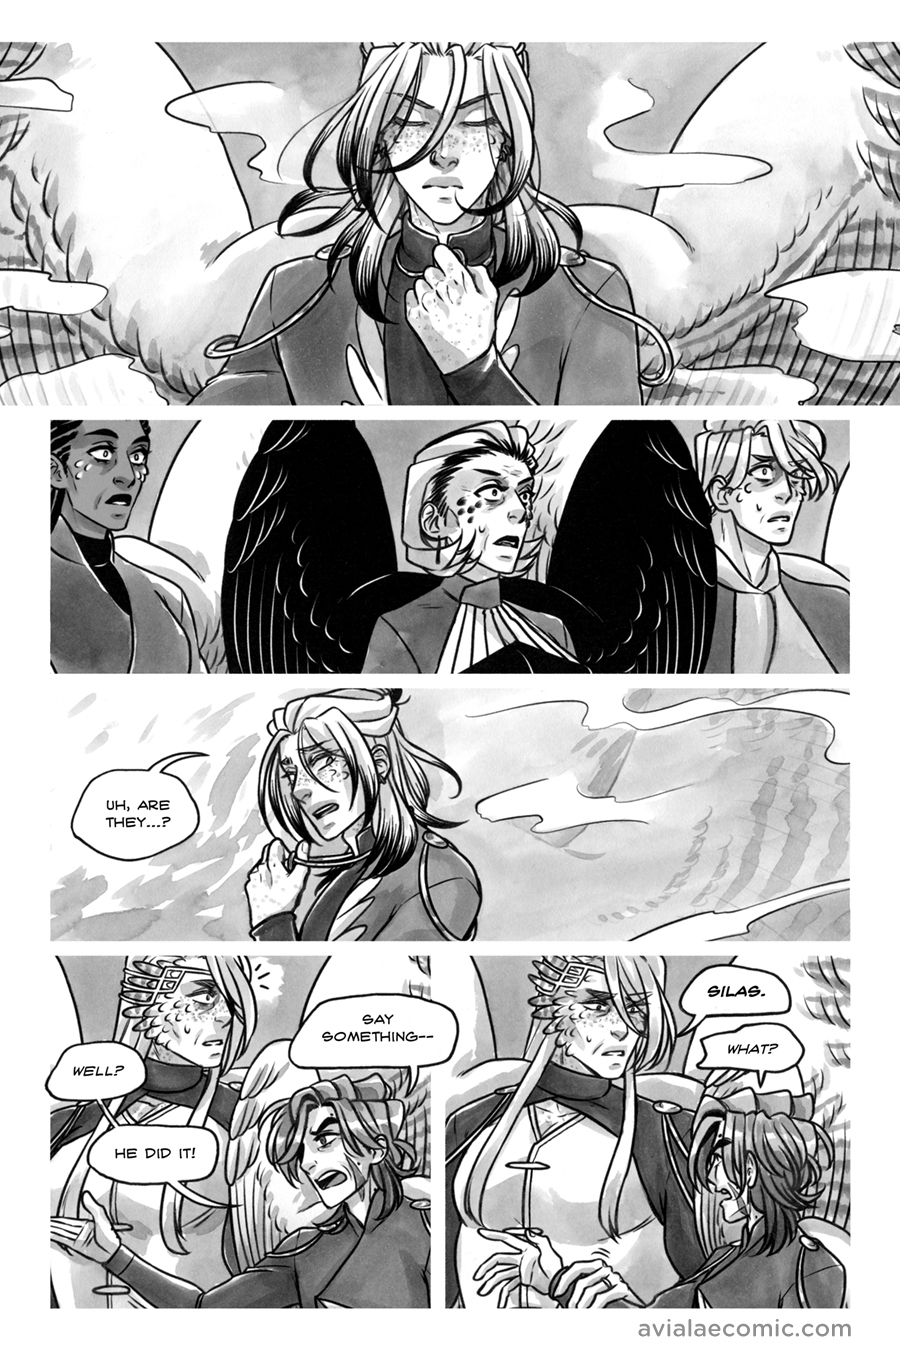 UH, ARE
THEY...?
WELL?
SAY
SOMETHING--
HE DID IT!
SILAS.
WHAT?
avialaecomic.com